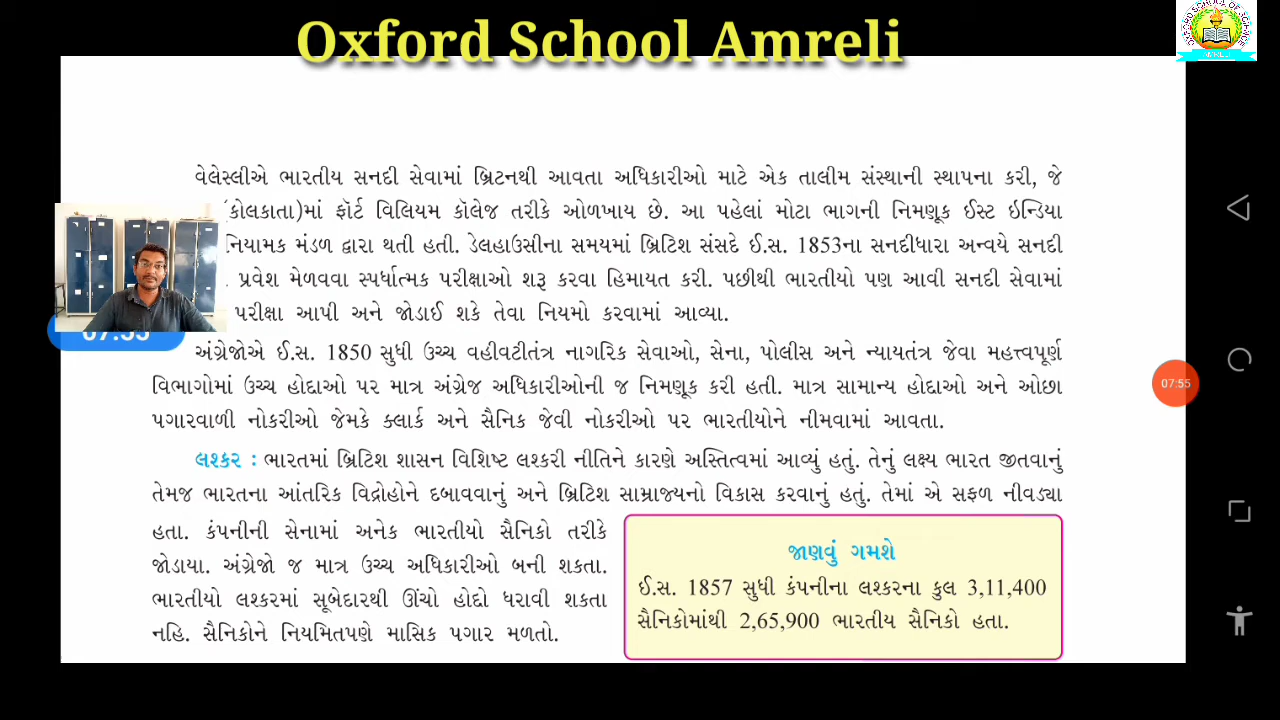 Oxford School Amreli
વેલેસ્લીએ ભારતીય સનદી સેવામાં બ્રિટનથી આવતા અધિકારીઓ માટે એક તાલીમ સંસ્થાની સ્થાપના કરી, જે
(કોલકાતા)માં ફૉર્ટ વિલિયમ કૉલેજ તરીકે ઓળખાય છે. આ પહેલાં મોટા ભાગની નિમણૂક ઈસ્ટ ઇન્ડિયા
નિયામક મંડળ દ્વારા થતી હતી. ડેલહાઉસીના સમયમાં બ્રિટિશ સંસદે ઈ.સ. 1853ના સનદીધારા અન્વયે સનદી
પ્રવેશ મેળવવા સ્પર્ધાત્મક પરીક્ષાઓ શરૂ કરવા હિમાયત કરી. પછીથી ભારતીયો પણ આવી સનદી સેવામાં
પરીક્ષા આપી અને જોડાઈ શકે તેવા નિયમો કરવામાં આવ્યા.
07:55
અંગ્રેજોએ ઈ.સ. 1850 સુધી ઉચ્ચ વહીવટીતંત્ર નાગરિક સેવાઓ, સેના, પોલીસ અને ન્યાયતંત્ર જેવા મહત્ત્વપૂર્ણ
વિભાગોમાં ઉચ્ચ હોદ્દાઓ પર માત્ર અંગ્રેજ અધિકારીઓની જ નિમણૂક કરી હતી. માત્ર સામાન્ય હોદ્દાઓ અને ઓછા
પગારવાળી નોકરીઓ જેમકે ક્લાર્ક અને સૈનિક જેવી નોકરીઓ પર ભારતીયોને નીમવામાં આવતા.
07:55
લશ્કર : ભારતમાં બ્રિટિશ શાસન વિશિષ્ટ લશ્કરી નીતિને કારણે અસ્તિત્વમાં આવ્યું હતું. તેનું લક્ષ્ય ભારત જીતવાનું
તેમજ ભારતના આંતરિક વિદ્રોહોને દબાવવાનું અને બ્રિટિશ સામ્રાજ્યનો વિકાસ કરવાનું હતું. તેમાં એ સફળ નીવડ્યા
હતા. કંપનીની સેનામાં અનેક ભારતીયો સૈનિકો તરીકે
જોડાયા. અંગ્રેજો જ માત્ર ઉચ્ચ અધિકારીઓ બની શકતા.
ભારતીયો લશ્કરમાં સૂબેદારથી ઊંચો હોદ્દો ધરાવી શકતા
નહિ. સૈનિકોને નિયમિતપણે માસિક પગાર મળતો.
જાણવું ગમશે
ઈ.સ. 1857 સુધી કંપનીના લશ્કરના કુલ 3,11,400
સૈનિકોમાંથી 2,65,900 ભારતીય સૈનિકો હતા.